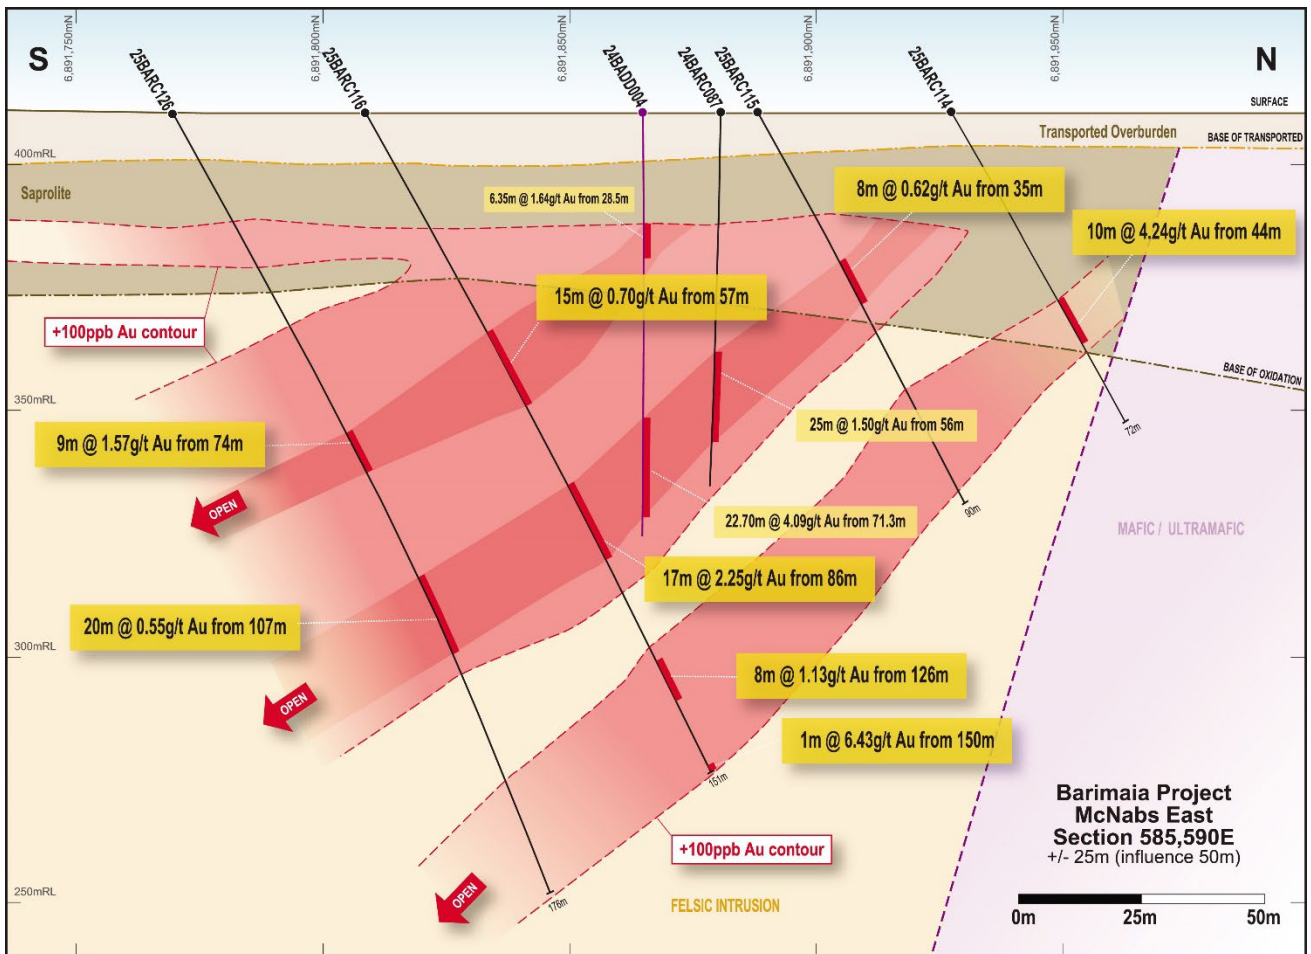 6,891,750mN
6,891,800mN
6,891,850mN
6,891,900mN
6,891,950mN
S
N
25BARC126
25BARC116
24BADD004
24BARC087
25BARC115
25BARC114
SURFACE
Transported Overburden
BASE OF TRANSPORTED
400mRL
Saprolite
6.35m @ 1.64g/t Au from 28.5m
8m @ 0.62g/t Au from 35m
10m @ 4.24g/t Au from 44m
15m @ 0.70g/t Au from 57m
+100ppb Au contour
BASE OF OXIDATION
350mRL
25m @ 1.50g/t Au from 56m
72m
9m @ 1.57g/t Au from 74m
OPEN
90m
22.70m @ 4.09g/t Au from 71.3m
MAFIC / ULTRAMAFIC
17m @ 2.25g/t Au from 86m
20m @ 0.55g/t Au from 107m
300mRL
8m @ 1.13g/t Au from 126m
OPEN
1m @ 6.43g/t Au from 150m
151m
Barimaia Project
McNabs East
Section 585,590E
+/- 25m (influence 50m)
+100ppb Au contour
250mRL
OPEN
176m
FELSIC INTRUSION
0m
25m
50m